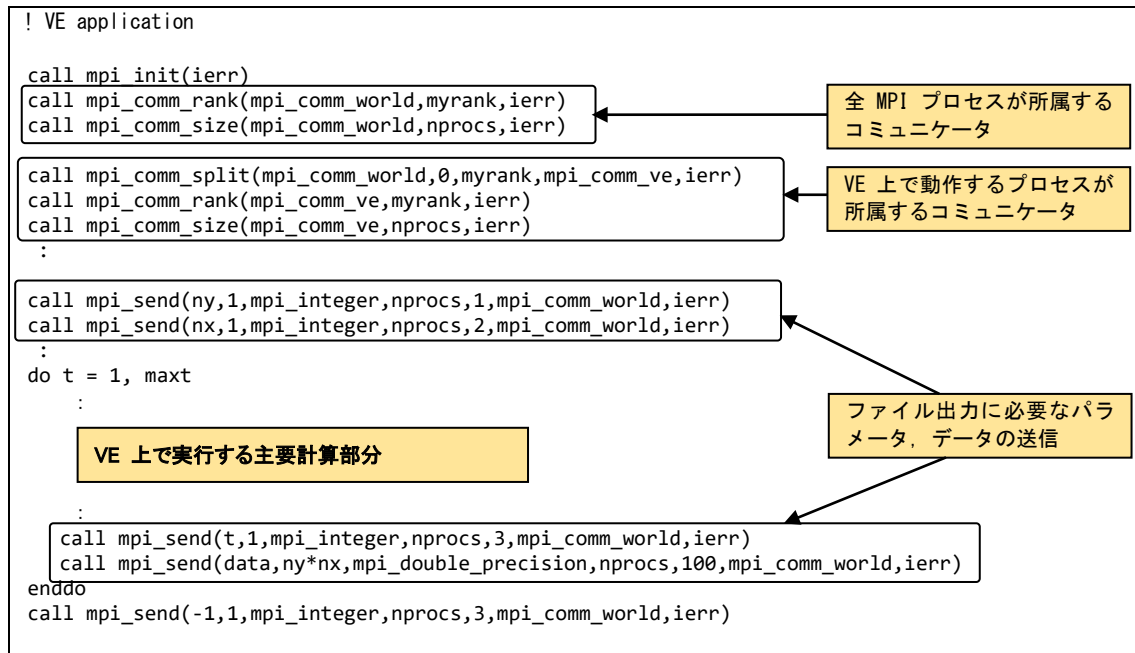 ! VE application
call mpi_init(ierr)
call mpi_comm_rank(mpi_comm_world,myrank,ierr)
call mpi_comm_size(mpi_comm_world,nprocs,ierr)
全 MPI プロセスが所属する
コミュニケータ
call mpi_comm_split(mpi_comm_world,0,myrank,mpi_comm_ve,ierr)
call mpi_comm_rank(mpi_comm_ve,myrank,ierr)
call mpi_comm_size(mpi_comm_ve,nprocs,ierr)
:
VE 上で動作するプロセスが
所属するコミュニケータ
call mpi_send(ny,1,mpi_integer,nprocs,1,mpi_comm_world,ierr)
call mpi_send(nx,1,mpi_integer,nprocs,2,mpi_comm_world,ierr)
:
do t = 1, maxt
:
VE 上で実行する主要計算部分
ファイル出力に必要なパラ
メータ, データの送信
:
call mpi_send(t,1,mpi_integer,nprocs,3,mpi_comm_world,ierr)
call mpi_send(data,ny*nx,mpi_double_precision,nprocs,100,mpi_comm_world,ierr)
enddo
call mpi_send(-1,1,mpi_integer,nprocs,3,mpi_comm_world,ierr)